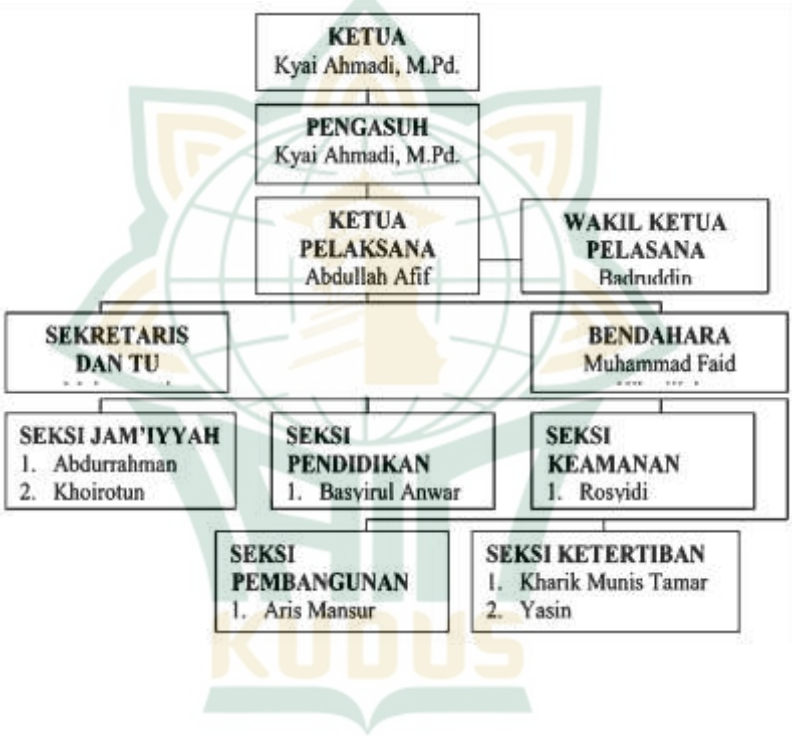 KETUA
Kyai Ahmadi, M.Pd.
PENGASUH
Kyai Ahmadi, M.Pd.
KETUA
PELAKSANA
Abdullah Afif
WAKIL KETUA
PELASANA
Badruddin
SEKRETARIS
DAN TU
BENDAHARA
Muhammad Faid
SEKSI JAM'IYYAH
1. Abdurrahman
2. Khoirotun
SEKSI
PENDIDIKAN
1. Basyirul Anwar
SEKSI
KEAMANAN
1. Rosyidi
SEKSI
PEMBANGUNAN
1. Aris Mansur
SEKSI KETERTIBAN
1. Kharik Munis Tamar
2. Yasin
KUDUS